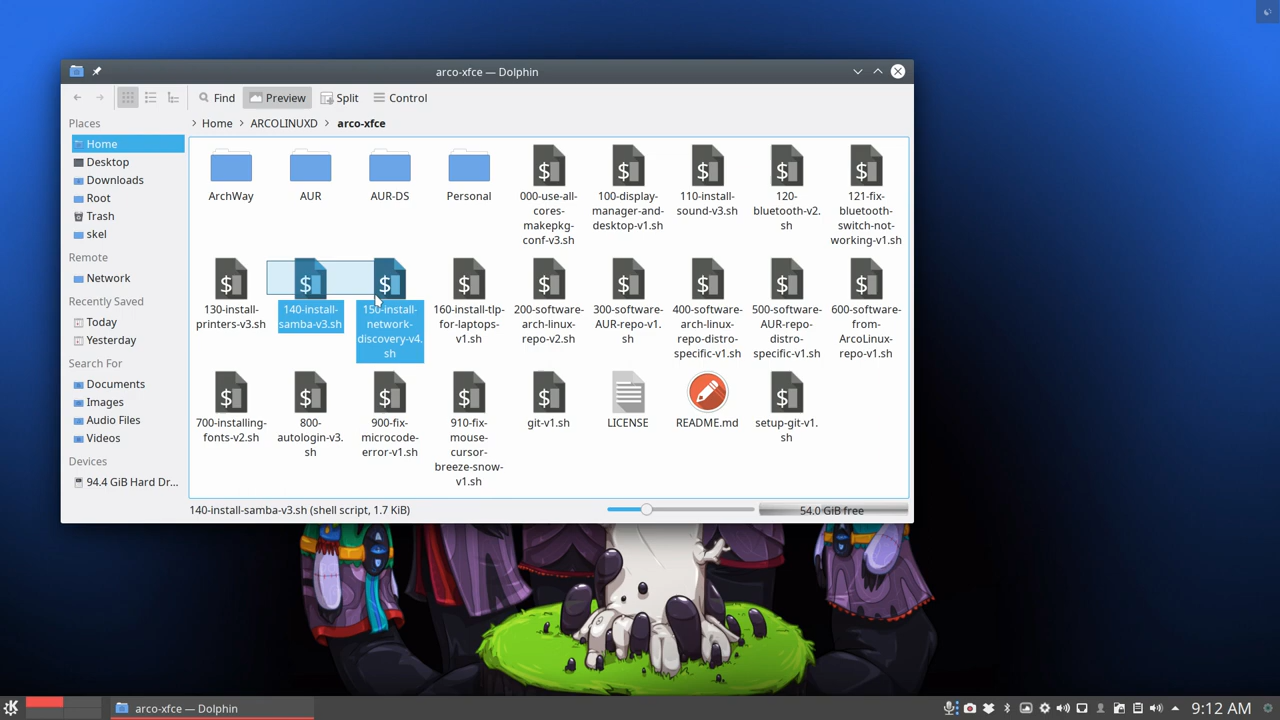 arco-xfce — Dolphin
Find
Preview
Split
Control
Places
Home
Desktop
Downloads
Root
Trash
skel
Remote
Network
Recently Saved
Today
Yesterday
Search For
Documents
Images
Audio Files
Videos
Devices
94.4 GiB Hard Dr...
Home
ARCOLINUXD
arco-xfce
ArchWay
AUR
AUR-DS
Personal
000-use-all-
cores-
makepkg-
conf-v3.sh
100-display-
manager-and-
desktop-v1.sh
110-install-
sound-v3.sh
120-
bluetooth-v2.
sh
121-fix-
bluetooth-
switch-not-
working-v1.sh
130-install-
printers-v3.sh
140-install-
samba-v3.sh
150-install-
network-
discovery-v4.
sh
160-install-tlp-
for-laptops-
v1.sh
200-software-
arch-linux-
repo-v2.sh
300-software-
AUR-repo-v1.
sh
400-software-
arch-linux-
repo-distro-
specific-v1.sh
500-software-
AUR-repo-
distro-
specific-v1.sh
600-software-
from-
ArcoLinux-
repo-v1.sh
700-installing-
fonts-v2.sh
800-
autologin-v3.
sh
900-fix-
microcode-
error-v1.sh
910-fix-
mouse-
cursor-
breeze-snow-
v1.sh
git-v1.sh
LICENSE
README.md
setup-git-v1.
sh
140-install-samba-v3.sh (shell script, 1.7 KiB)
54.0 GiB free
arco-xfce — Dolphin
9:12 AM